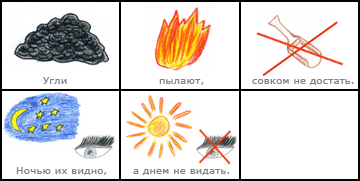 Угли
пылают,
совком не достать.
Ночью их видно,
а днем не видать.